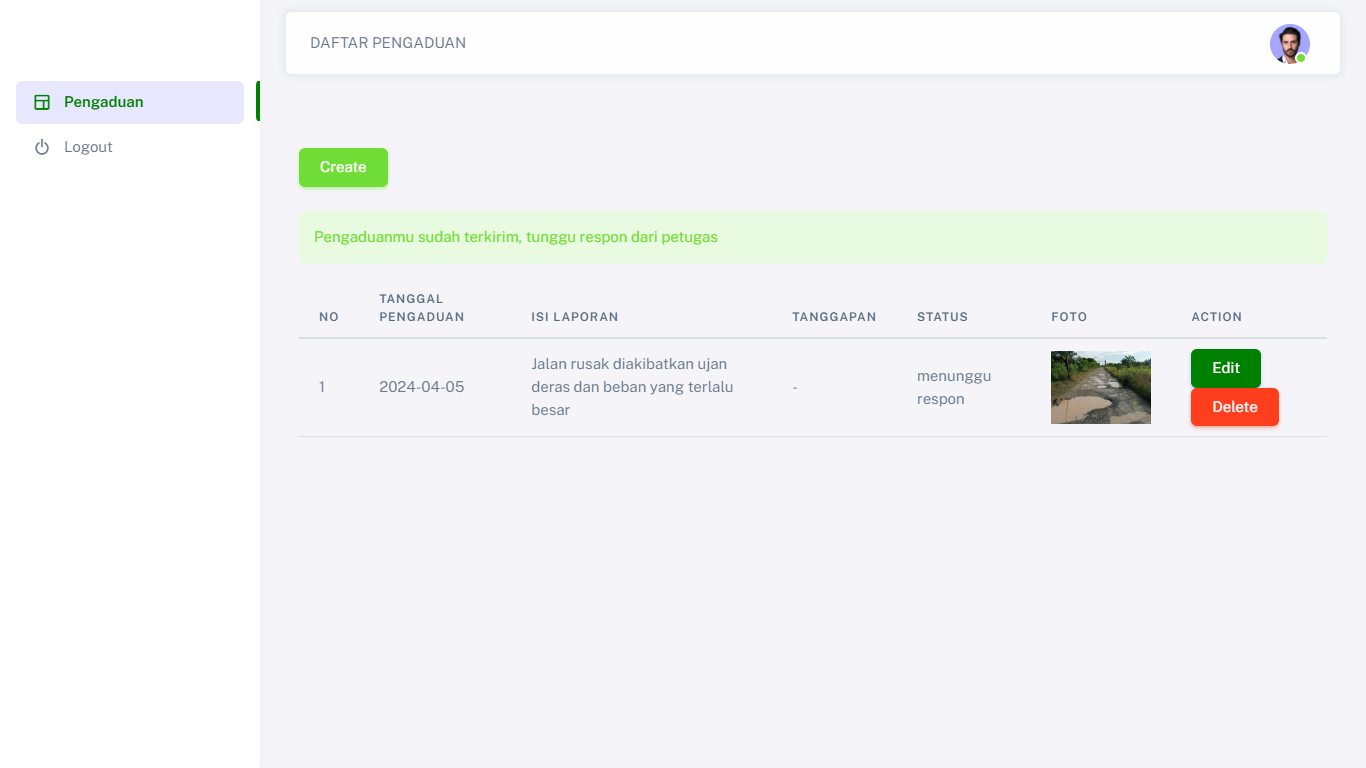 DAFTAR PENGADUAN
Pengaduan
Logout
Create
Pengaduanmu sudah terkirim, tunggu respon dari petugas
NO
TANGGAL
PENGADUAN
ISI LAPORAN
TANGGAPAN
STATUS
FOTO
ACTION
1
2024-04-05
Jalan rusak diakibatkan ujan
deras dan beban yang terlalu
besar
-
menunggu
respon
Edit
Delete